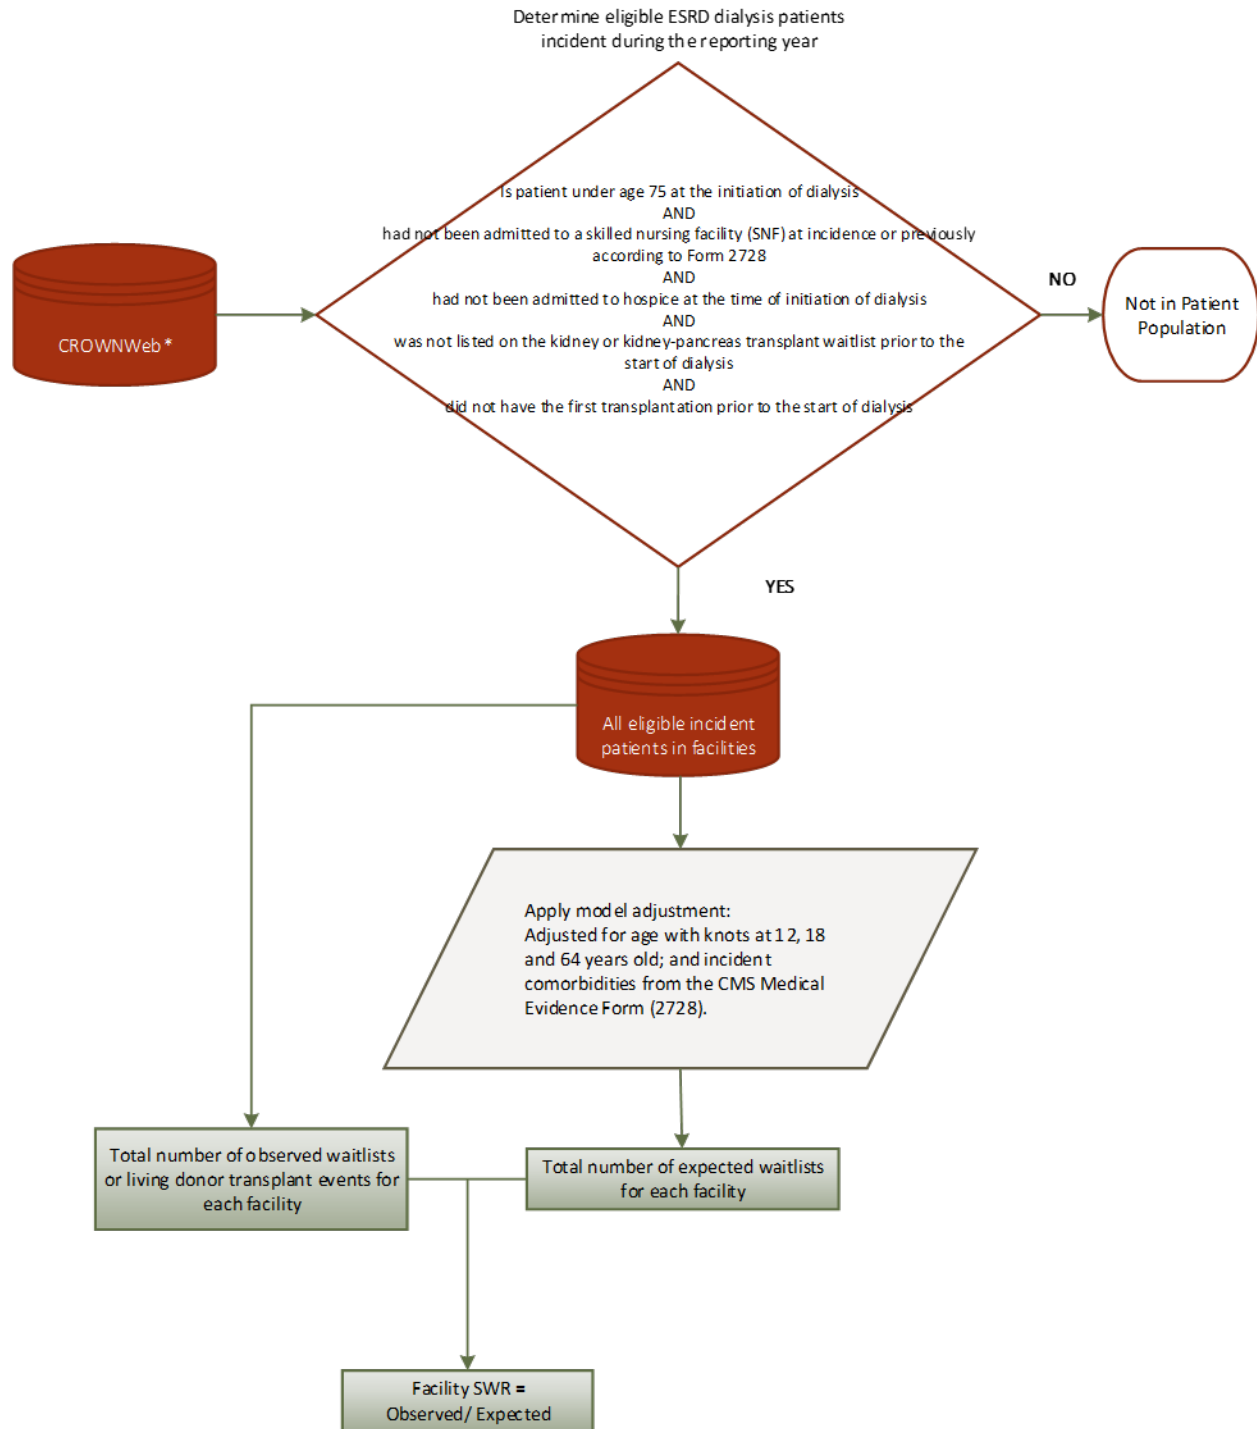 Determine eligible ESRD dialysis patients
incident during the reporting year
Is patient under age 75 at the initiation of dialysis
AND
had not been admitted to a skilled nursing facility (SNF) at incidence or previously
according to Form 2728
AND
had not been admitted to hospice at the time of initiation of dialysis
AND
was not listed on the kidney or kidney-pancreas transplant waitlist prior to the
start of dialysis
AND
did not have the first transplantation prior to the start of dialysis
CROWNWeb*
NO
Not in Patient
Population
YES
All eligible incident
patients in facilities
Apply model adjustment:
Adjusted for age with knots at 12, 18
and 64 years old; and incident
comorbidities from the CMS Medical
Evidence Form (2728).
Total number of observed waitlists
or living donor transplant events for
each facility
Total number of expected waitlists
for each facility
Facility SWR =
Observed/ Expected